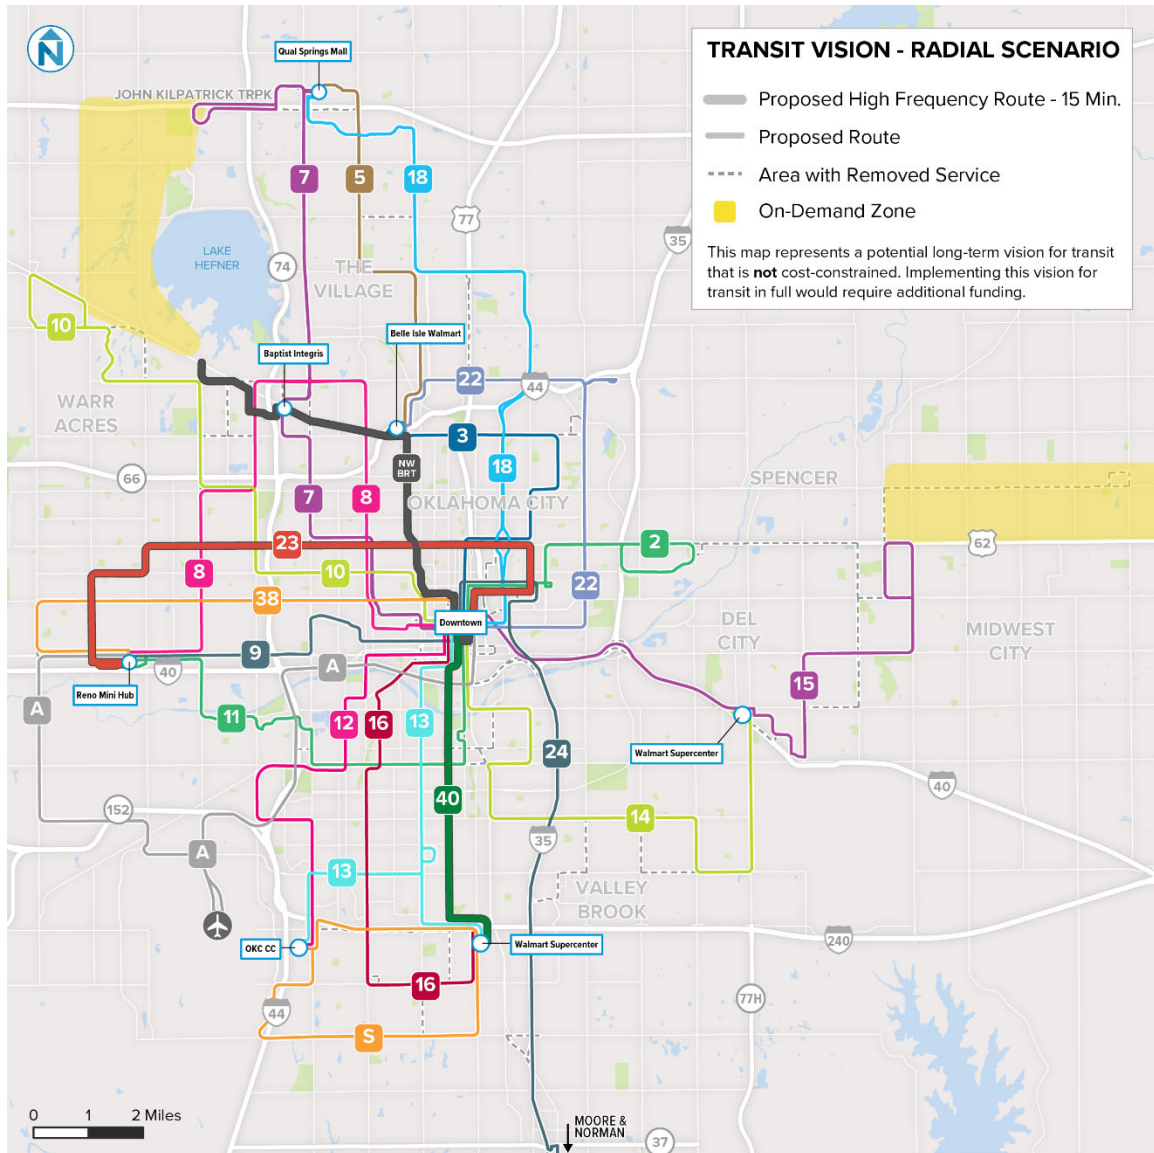 N
Qual Springs Mall
TRANSIT VISION - RADIAL SCENARIO
Proposed High Frequency Route - 15 Min.
Proposed Route
Area with Removed Service
On-Demand Zone
This map represents a potential long-term vision for transit
that is not cost-constrained. Implementing this vision for
transit in full would require additional funding.
JOHN KILPATRICK TRPK
7
5
18
77
35
LAKE
HEFNER
74
THE
VILLAGE
10
Belle Isle Walmart
Baptist Integris
22
44
WARR
ACRES
3
NW
BRT
18
66
SPENCER
7
8
OKLAHOMA CITY
23
2
62
8
10
22
38
Downtown
DEL
CITY
MIDWEST
CITY
9
A
40
Reno Mini Hub
15
A
11
12
16
13
24
Walmart Supercenter
40
40
152
14
35
A
13
VALLEY
BROOK
OKC CC
Walmart Supercenter
240
16
77H
44
S
0 1 2 Miles
MOORE &
NORMAN
37